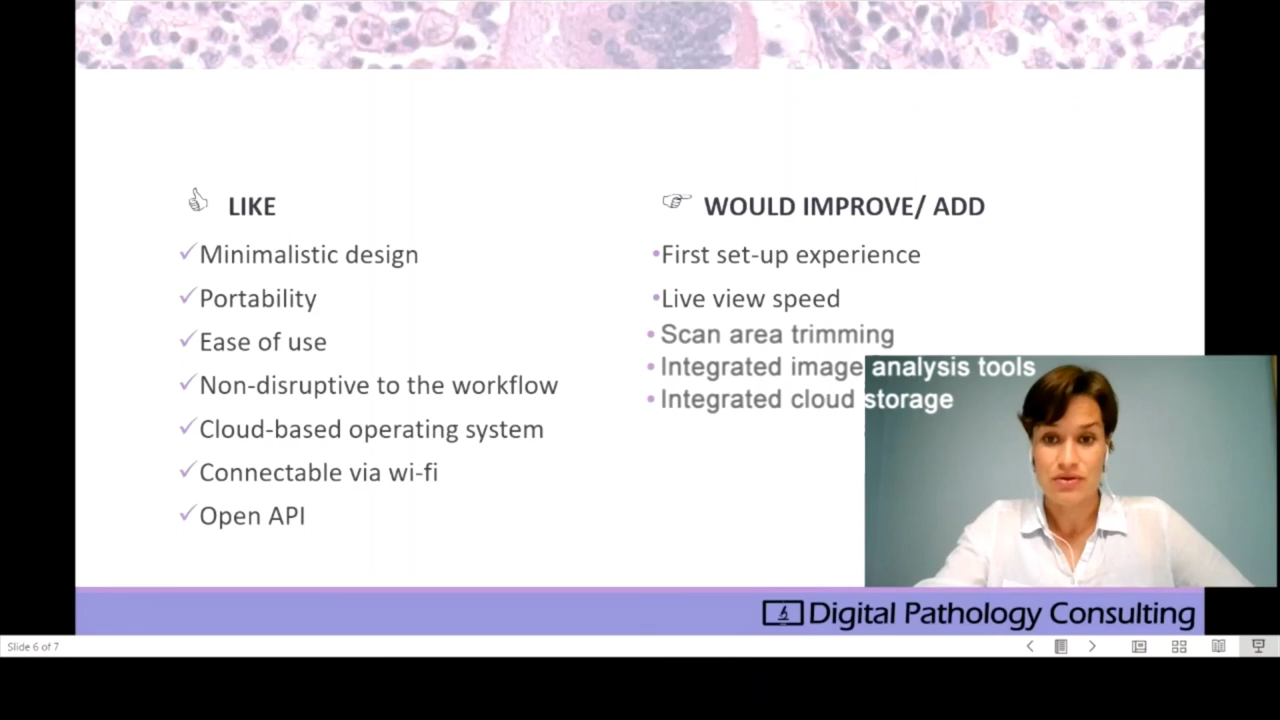 LIKE
Minimalistic design
Portability
Ease of use
Non-disruptive to the workflow
Cloud-based operating system
Connectable via wi-fi
Open API
WOULD IMPROVE/ ADD
First set-up experience
Live view speed
Scan area trimming
Integrated image analysis tools
Integrated cloud storage
Digital Pathology Consulting
Slide 6 of 7